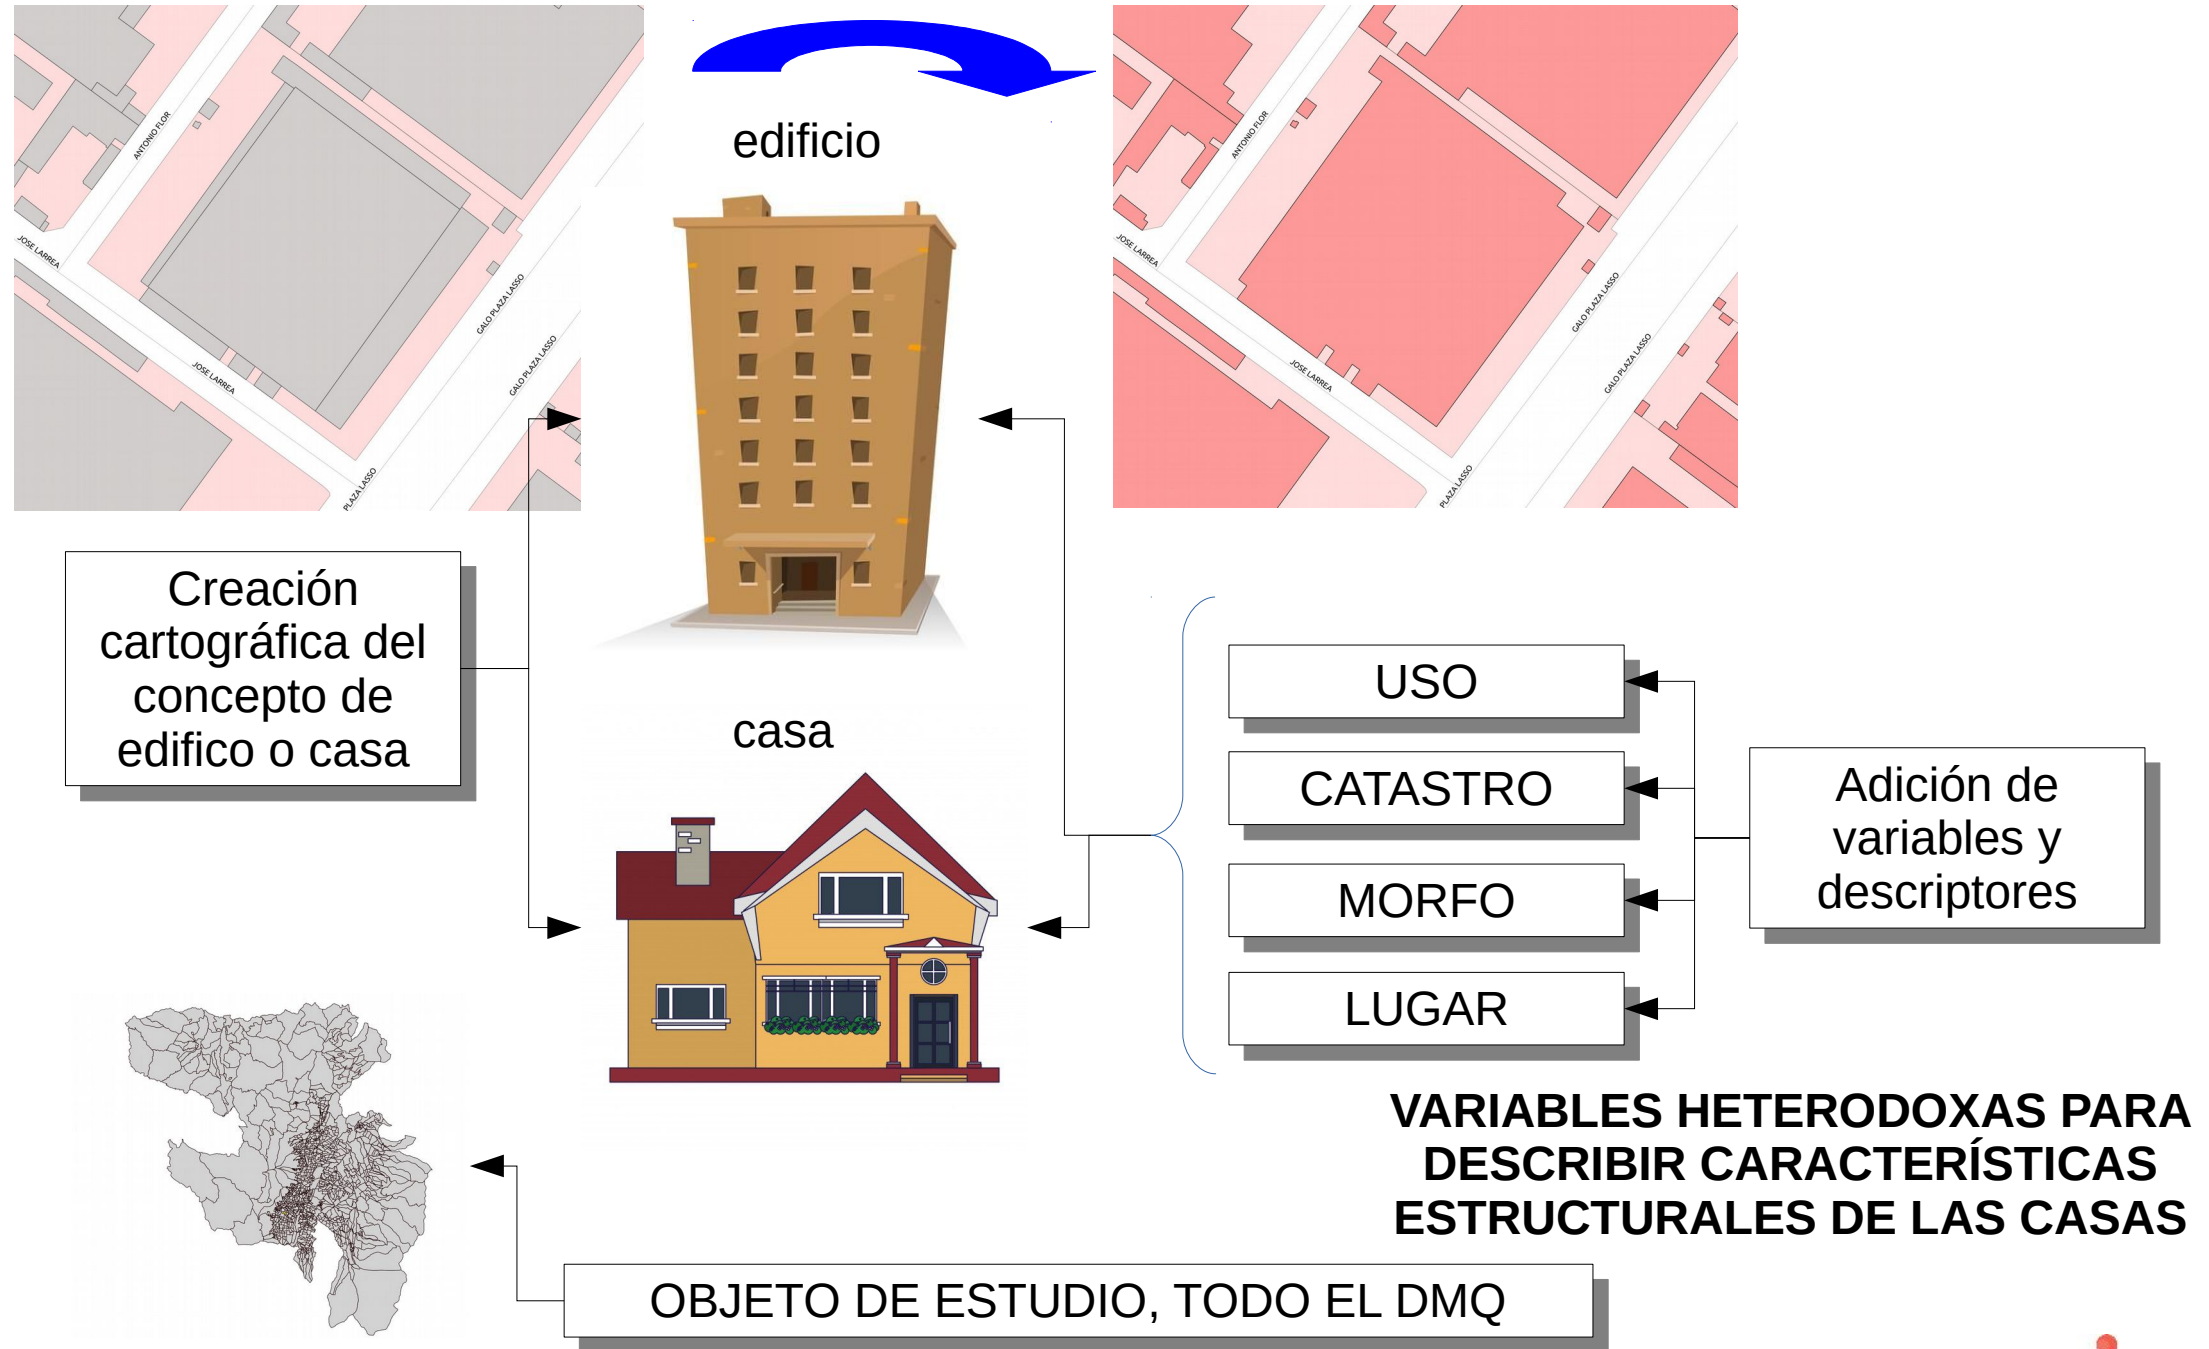 ANTONIO FLOR
JOSE LARREA
JOSE LARREA
GALO PLAZA LASSO
GALO PLAZA LASSO
PLAZA LASSO
edificio
ANTONIO FLOR
JOSE LARREA
JOSE LARREA
GALO PLAZA LASSO
GALO PLAZA LASSO
PLAZA LASSO
Creación
cartográfica del
concepto de
edifico o casa
casa
USO
CATASTRO
MORFO
LUGAR
Adición de
variables y
descriptores
VARIABLES HETERODOXAS PARA
DESCRIBIR CARACTERÍSTICAS
ESTRUCTURALES DE LAS CASAS
OBJETO DE ESTUDIO, TODO EL DMQ